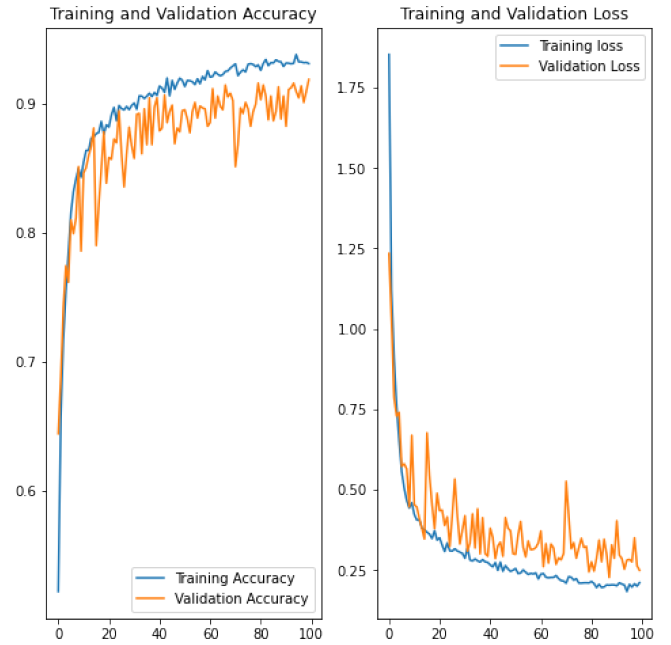 Training and Validation Accuracy
0.9
0.8
0.7
0.6
Training Accuracy
Validation Accuracy
0 20 40 60 80 100
Training and Validation Loss
Training loss
Validation Loss
1.75
1.50
1.25
1.00
0.75
0.50
0.25
0 20 40 60 80 100